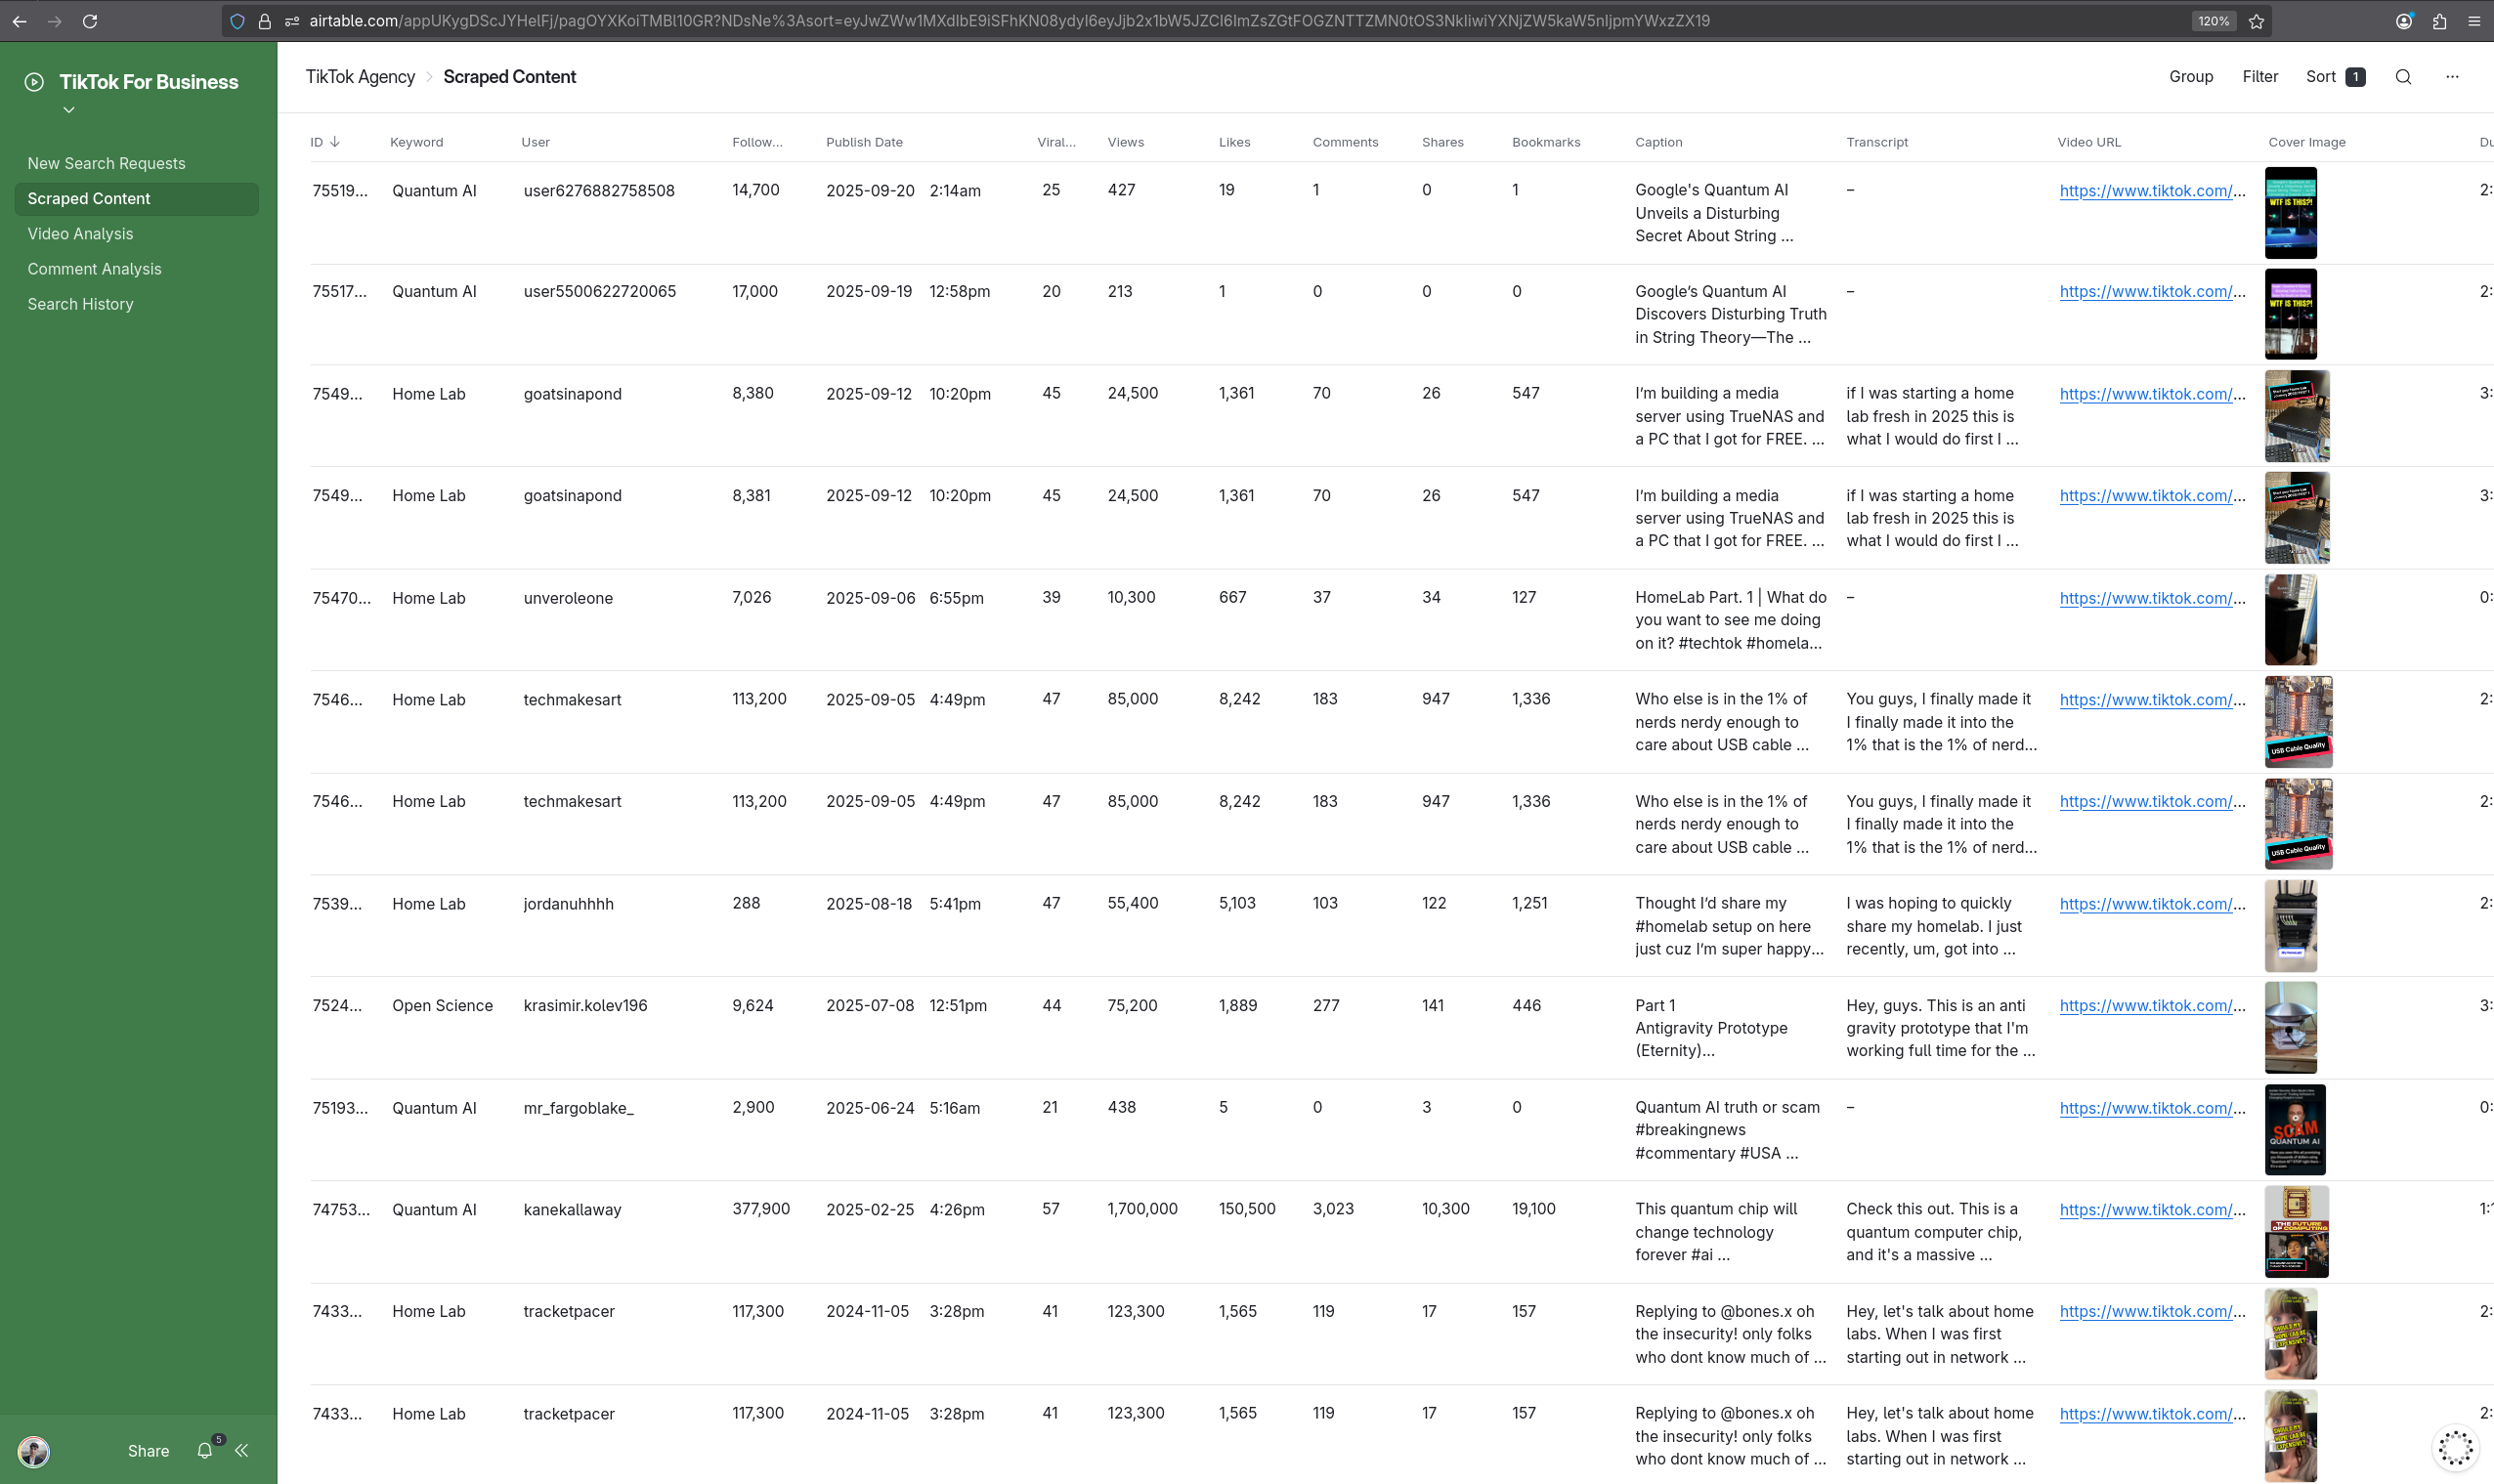 airtable.com/appUKygDScJYHelFj/pagOYXKoiTMBl10GR?NDsNe%3Asort=eyJwZWw1MXdIbE9iSFhKN08ydyI6eyJjb2x1bW5JZCI6ImZsZGtFOGZNTTZMN0tOS3NkIiwiYXNjZW5kaW5nIjpmYWxzZX19
120%
TikTok For Business
New Search Requests
Scraped Content
Video Analysis
Comment Analysis
Search History
Share
5
TikTok Agency > Scraped Content
Group Filter Sort 1
ID Keyword User Follow... Publish Date Viral... Views Likes Comments Shares Bookmarks Caption Transcript Video URL Cover Image Du
75519... Quantum AI user6276882758508 14,700 2025-09-20 2:14am 25 427 19 1 0 1 Google's Quantum AI – https://www.tiktok.com/... 2:
Unveils a Disturbing
Secret About String ...
WTF IS THIS?!
75517... Quantum AI user5500622720065 17,000 2025-09-19 12:58pm 20 213 1 0 0 0 Google’s Quantum AI – https://www.tiktok.com/... 2:
Discovers Disturbing Truth
in String Theory—The ...
WTF IS THIS?!
7549... Home Lab goatsinapond 8,380 2025-09-12 10:20pm 45 24,500 1,361 70 26 547 I’m building a media if I was starting a home https://www.tiktok.com/... 3:
server using TrueNAS and lab fresh in 2025 this is
a PC that I got for FREE. ... what I would do first I ...
7549... Home Lab goatsinapond 8,381 2025-09-12 10:20pm 45 24,500 1,361 70 26 547 I’m building a media if I was starting a home https://www.tiktok.com/... 3:
server using TrueNAS and lab fresh in 2025 this is
a PC that I got for FREE. ... what I would do first I ...
75470... Home Lab unveroleone 7,026 2025-09-06 6:55pm 39 10,300 667 37 34 127 HomeLab Part. 1 | What do – https://www.tiktok.com/... 0:
you want to see me doing
on it? #techtok #homela...
7546... Home Lab techmakesart 113,200 2025-09-05 4:49pm 47 85,000 8,242 183 947 1,336 Who else is in the 1% of You guys, I finally made it https://www.tiktok.com/... 2:
nerds nerdy enough to I finally made it into the
care about USB cable ... 1% that is the 1% of nerd...
USB Cable Quality
7546... Home Lab techmakesart 113,200 2025-09-05 4:49pm 47 85,000 8,242 183 947 1,336 Who else is in the 1% of You guys, I finally made it https://www.tiktok.com/... 2:
nerds nerdy enough to I finally made it into the
care about USB cable ... 1% that is the 1% of nerd...
USB Cable Quality
7539... Home Lab jordanuhhhh 288 2025-08-18 5:41pm 47 55,400 5,103 103 122 1,251 Thought I’d share my I was hoping to quickly https://www.tiktok.com/... 2:
#homelab setup on here share my homelab. I just
just cuz I’m super happy... recently, um, got into ...
7524... Open Science krasimir.kolev196 9,624 2025-07-08 12:51pm 44 75,200 1,889 277 141 446 Part 1 Hey, guys. This is an anti https://www.tiktok.com/... 3:
Antigravity Prototype gravity prototype that I'm
(Eternity)... working full time for the ...
75193... Quantum AI mr_fargoblake_ 2,900 2025-06-24 5:16am 21 438 5 0 3 0 Quantum AI truth or scam – https://www.tiktok.com/... 0:
#breakingnews
#commentary #USA ...
SCAM
QUANTUM AI
74753... Quantum AI kanekallaway 377,900 2025-02-25 4:26pm 57 1,700,000 150,500 3,023 10,300 19,100 This quantum chip will Check this out. This is a https://www.tiktok.com/... 1:
change technology quantum computer chip,
forever #ai ... and it's a massive ...
THE FUTURE
OF COMPUTING
7433... Home Lab tracketpacer 117,300 2024-11-05 3:28pm 41 123,300 1,565 119 17 157 Replying to @bones.x oh Hey, let's talk about home https://www.tiktok.com/... 2:
the insecurity! only folks labs. When I was first
who dont know much of ... starting out in network ...
SHOULD MY
HOME LAB BE
EXPENSIVE?
7433... Home Lab tracketpacer 117,300 2024-11-05 3:28pm 41 123,300 1,565 119 17 157 Replying to @bones.x oh Hey, let's talk about home https://www.tiktok.com/... 2:
the insecurity! only folks labs. When I was first
who dont know much of ... starting out in network ...
SHOULD MY
HOME LAB BE
EXPENSIVE?